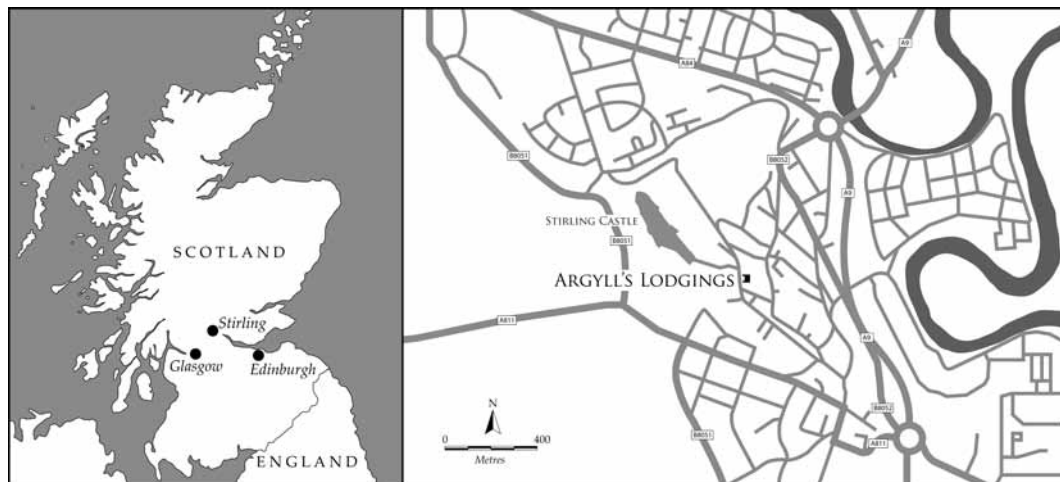 SCOTLAND
Stirling
Glasgow
Edinburgh
ENGLAND
A9
A84
B8051
B8052
A9
STIRLING CASTLE
B8051
ARGYLL'S LODGINGS
A811
A9
N
0 400
Metres
B8052
B8051
A811